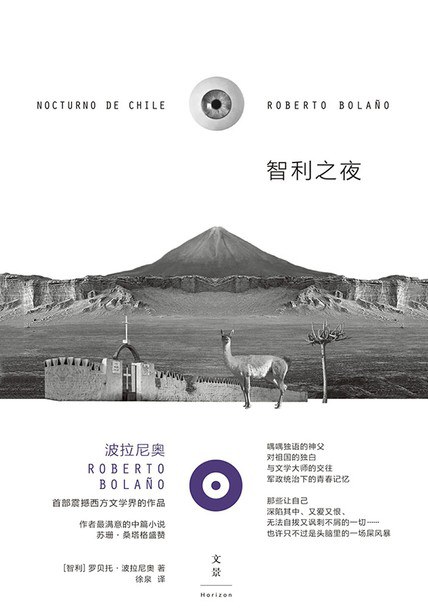 NOCTURNO DE CHILE
ROBERTO BOLAÑO
智利之夜
波拉尼奥
ROBERTO
BOLAÑO
首部震撼西方文学界的作品
作者最满意的中篇小说
苏珊·桑塔格盛赞
[智利] 罗贝托·波拉尼奥 著
徐泉 译
喃喃独语的神父
对祖国的独白
与文学大师的交往
军政统治下的青春记忆
那些让自己
深陷其中、又爱又恨、
无法自拔又讽刺不屑的一切……
也许只不过是头脑里的一场屎风暴
文
景
Horizon